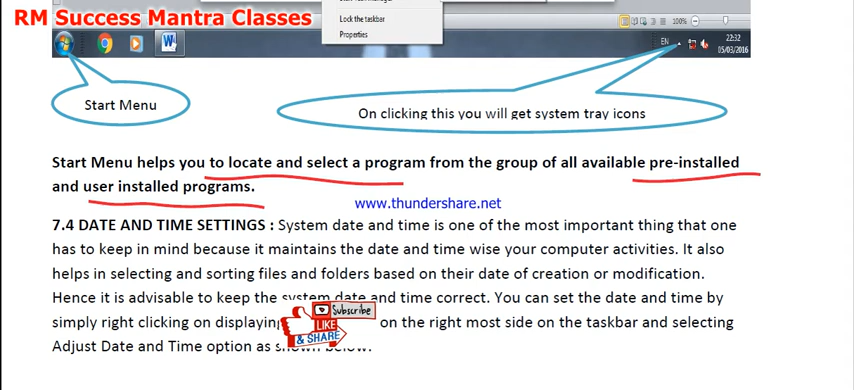 RM Success Mantra Classes
Lock the taskbar
Properties
100%
EN
22:32
05/03/2016
Start Menu
On clicking this you will get system tray icons
Start Menu helps you to locate and select a program from the group of all available pre-installed
and user installed programs.
www.thundershare.net
7.4 DATE AND TIME SETTINGS : System date and time is one of the most important thing that one
has to keep in mind because it maintains the date and time wise your computer activities. It also
helps in selecting and sorting files and folders based on their date of creation or modification.
Hence it is advisable to keep the system date and time correct. You can set the date and time by
simply right clicking on displaying on the right most side on the taskbar and selecting
Adjust Date and Time option as shown below.
Subscribe
LIKE
& SHARE